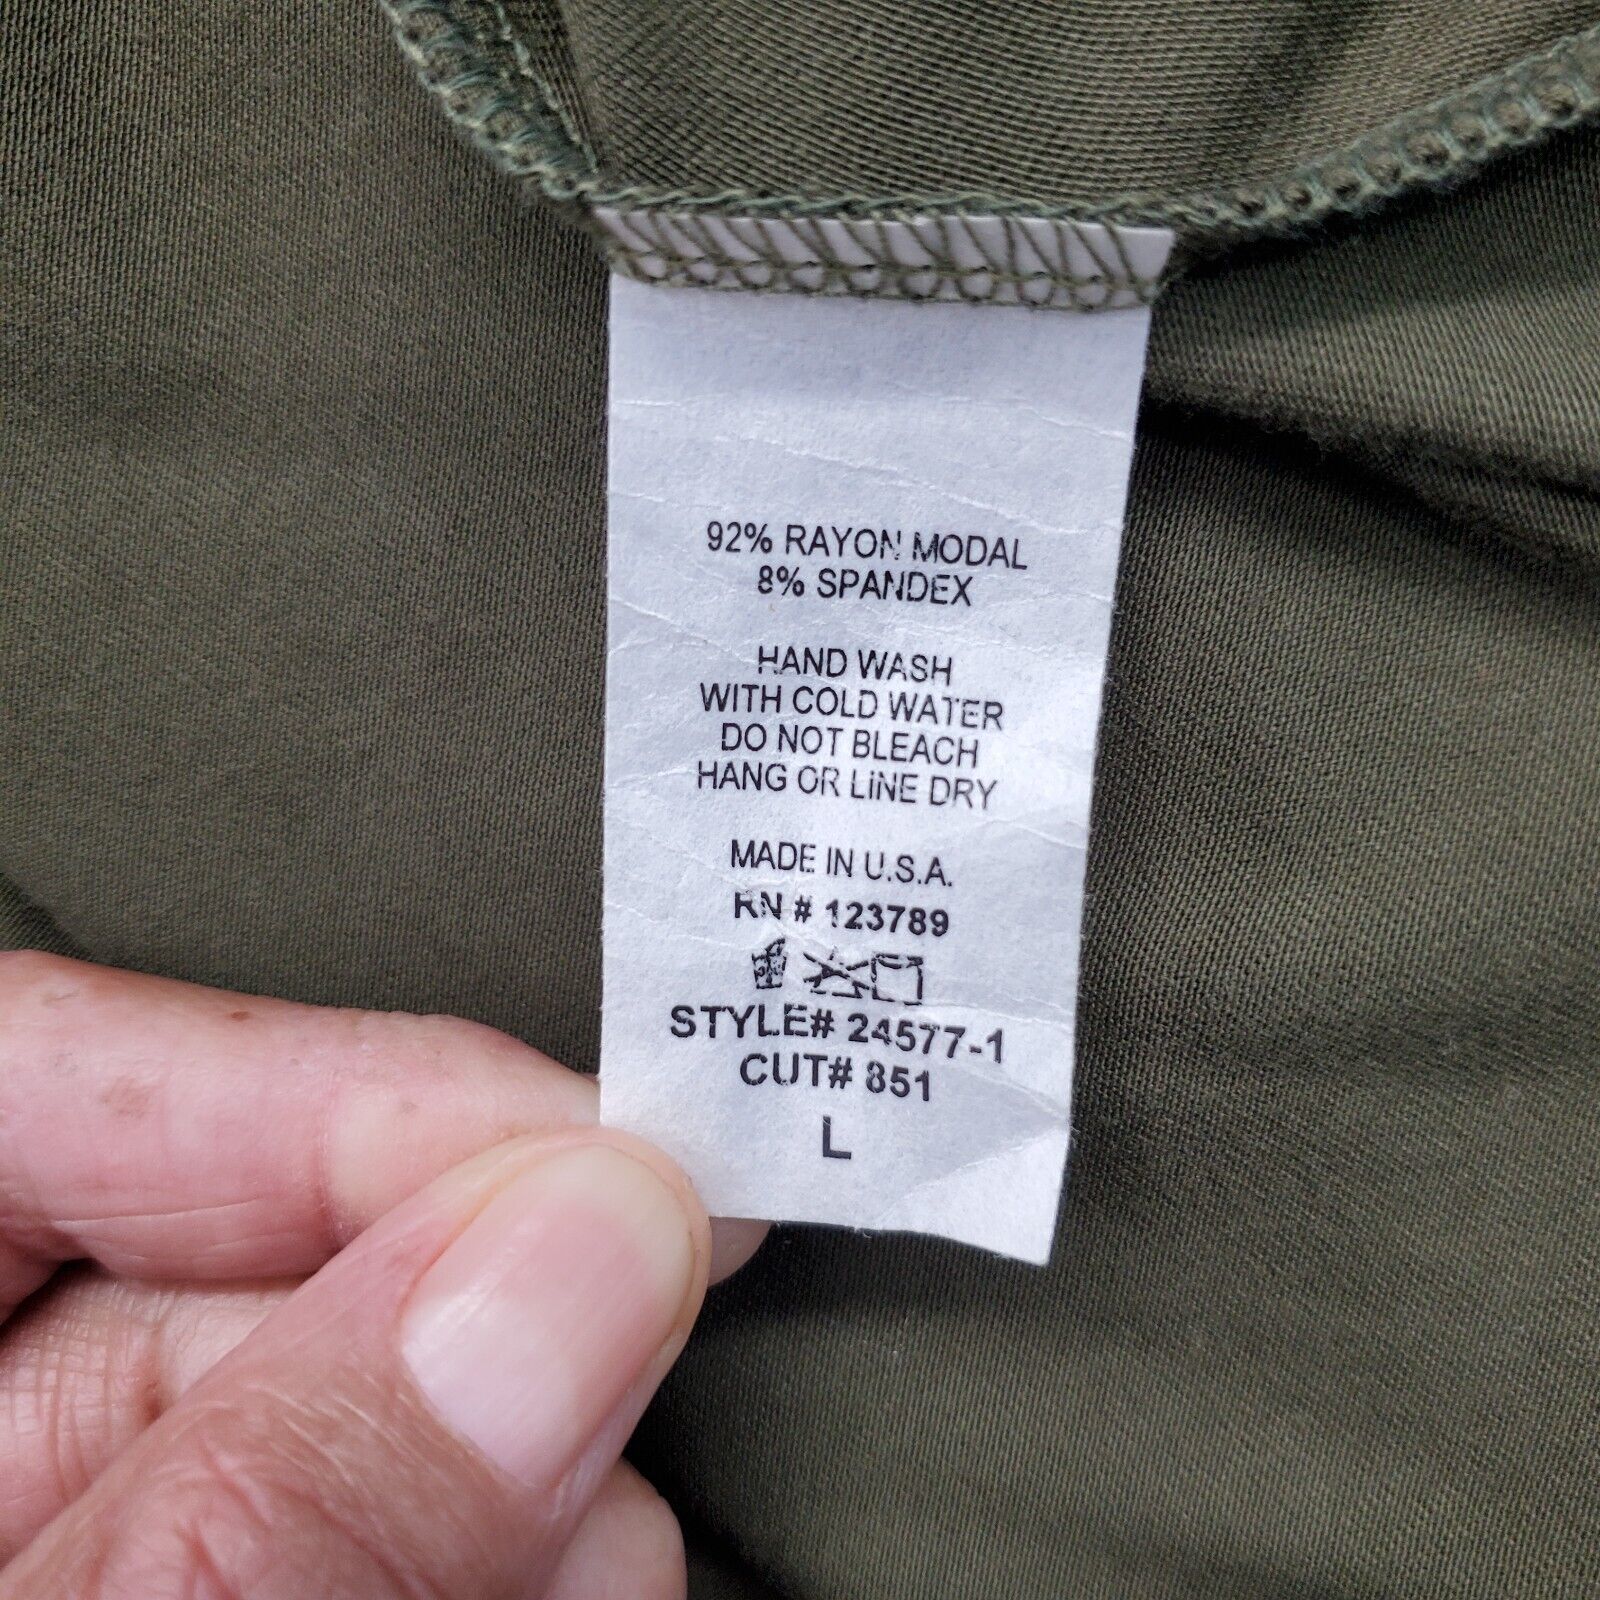 92% RAYON MODAL
8% SPANDEX
HAND WASH
WITH COLD WATER
DO NOT BLEACH
HANG OR LINE DRY
MADE IN U.S.A.
RN # 123789
STYLE# 24577-1
CUT# 851
L